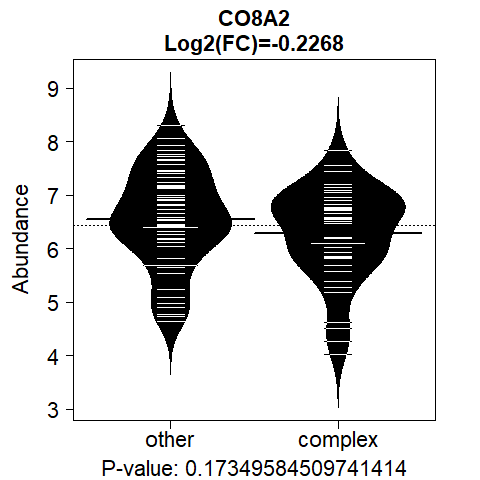 CO8A2
Log2(FC)=-0.2268
9
8
7
6
5
4
3
Abundance
other complex
P-value: 0.17349584509741414